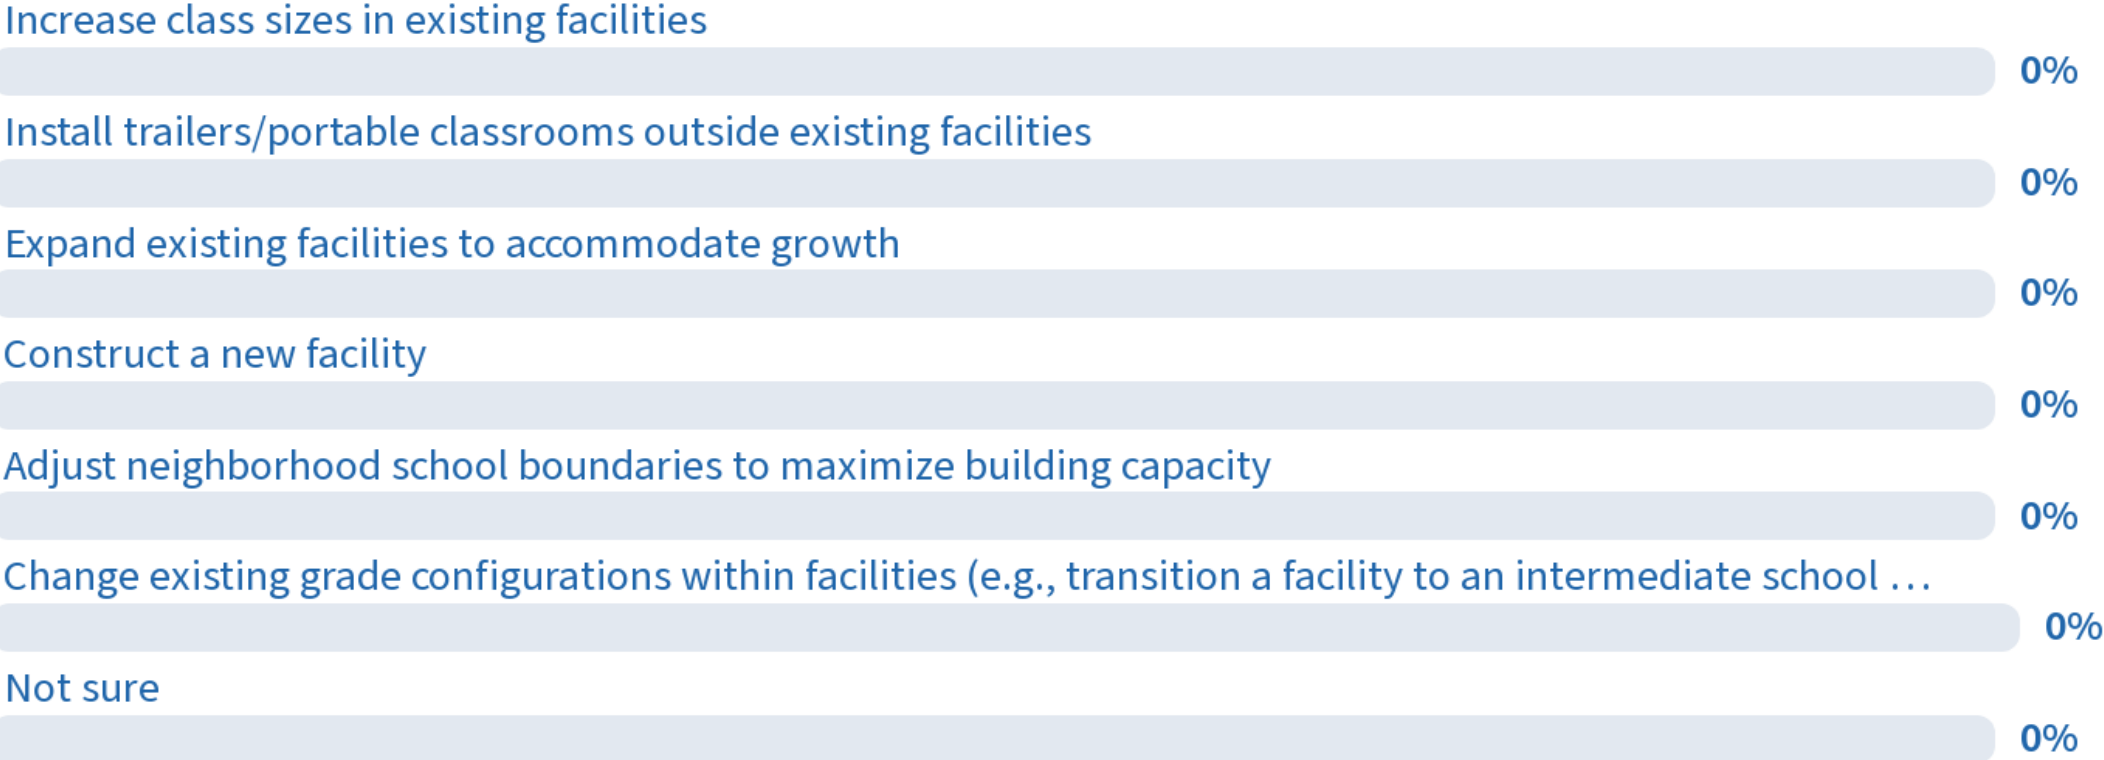 Increase class sizes in existing facilities
0%
Install trailers/portable classrooms outside existing facilities
0%
Expand existing facilities to accommodate growth
0%
Construct a new facility
0%
Adjust neighborhood school boundaries to maximize building capacity
0%
Change existing grade configurations within facilities (e.g., transition a facility to an intermediate school …
0%
Not sure
0%